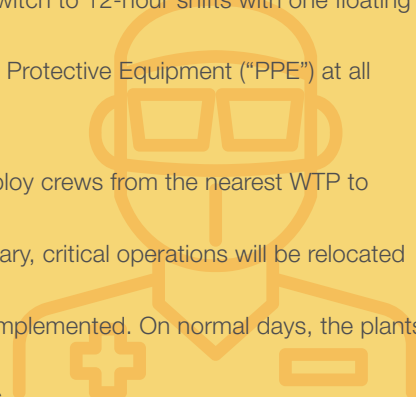 witch to 12-hour shifts with one floating
Protective Equipment (“PPE”) at all
ploy crews from the nearest WTP to
ary, critical operations will be relocated
mplemented. On normal days, the plants